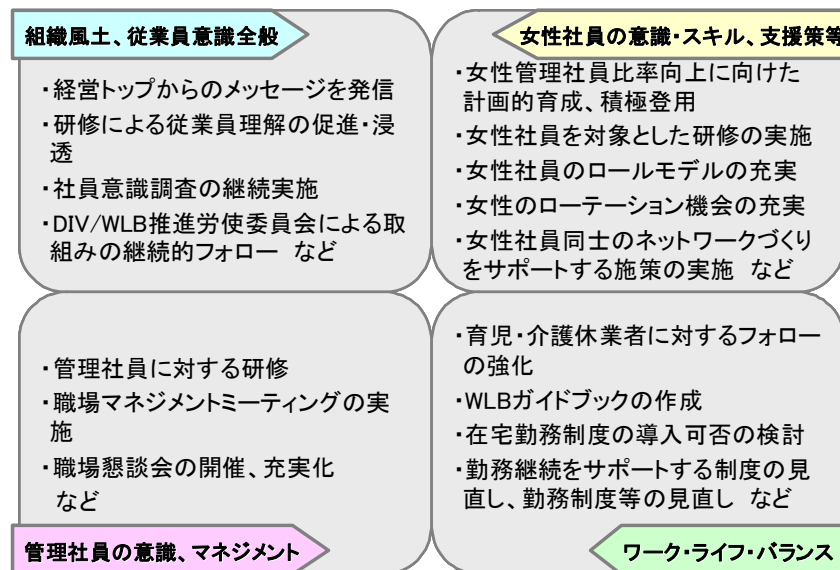 組織風土、従業員意識全般
・経営トップからのメッセージを発信
・研修による従業員理解の促進・浸
透
・社員意識調査の継続実施
・DIV/WLB推進労使委員会による取
組みの継続的フォロー など
女性社員の意識・スキル、支援策等
・女性管理社員比率向上に向けた
計画的育成、積極登用
・女性社員を対象とした研修の実施
・女性社員のロールモデルの充実
・女性のローテーション機会の充実
・女性社員同士のネットワークづくり
をサポートする施策の実施 など
・管理社員に対する研修
・職場マネジメントミーティングの実
施
・職場懇談会の開催、充実化
など
管理社員の意識、マネジメント
・育児・介護休業者に対するフォロー
の強化
・WLBガイドブックの作成
・在宅勤務制度の導入可否の検討
・勤務継続をサポートする制度の見
直し、勤務制度等の見直し など
ワーク・ライフ・バランス